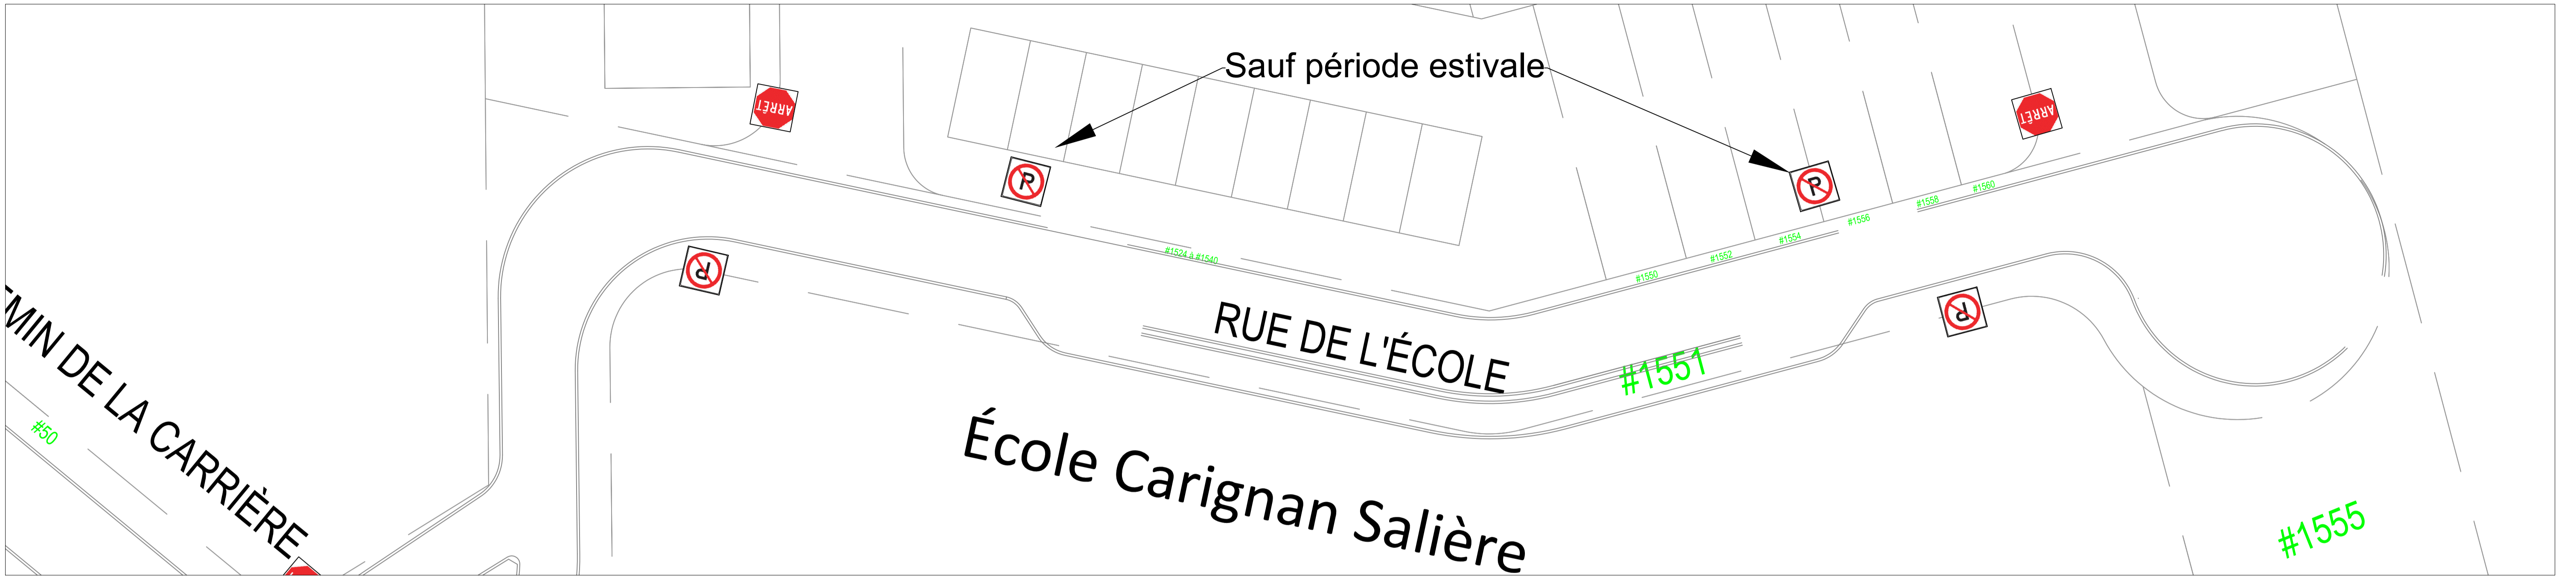 Sauf période estivale
ARRÊT
ARRÊT
P
P
#1524 à #1540
#1550
#1552
#1554
#1556
#1558
#1560
P
P
RUE DE L'ÉCOLE
#1551
MIN DE LA CARRIÈRE
#50
École Carignan Salière
#1555